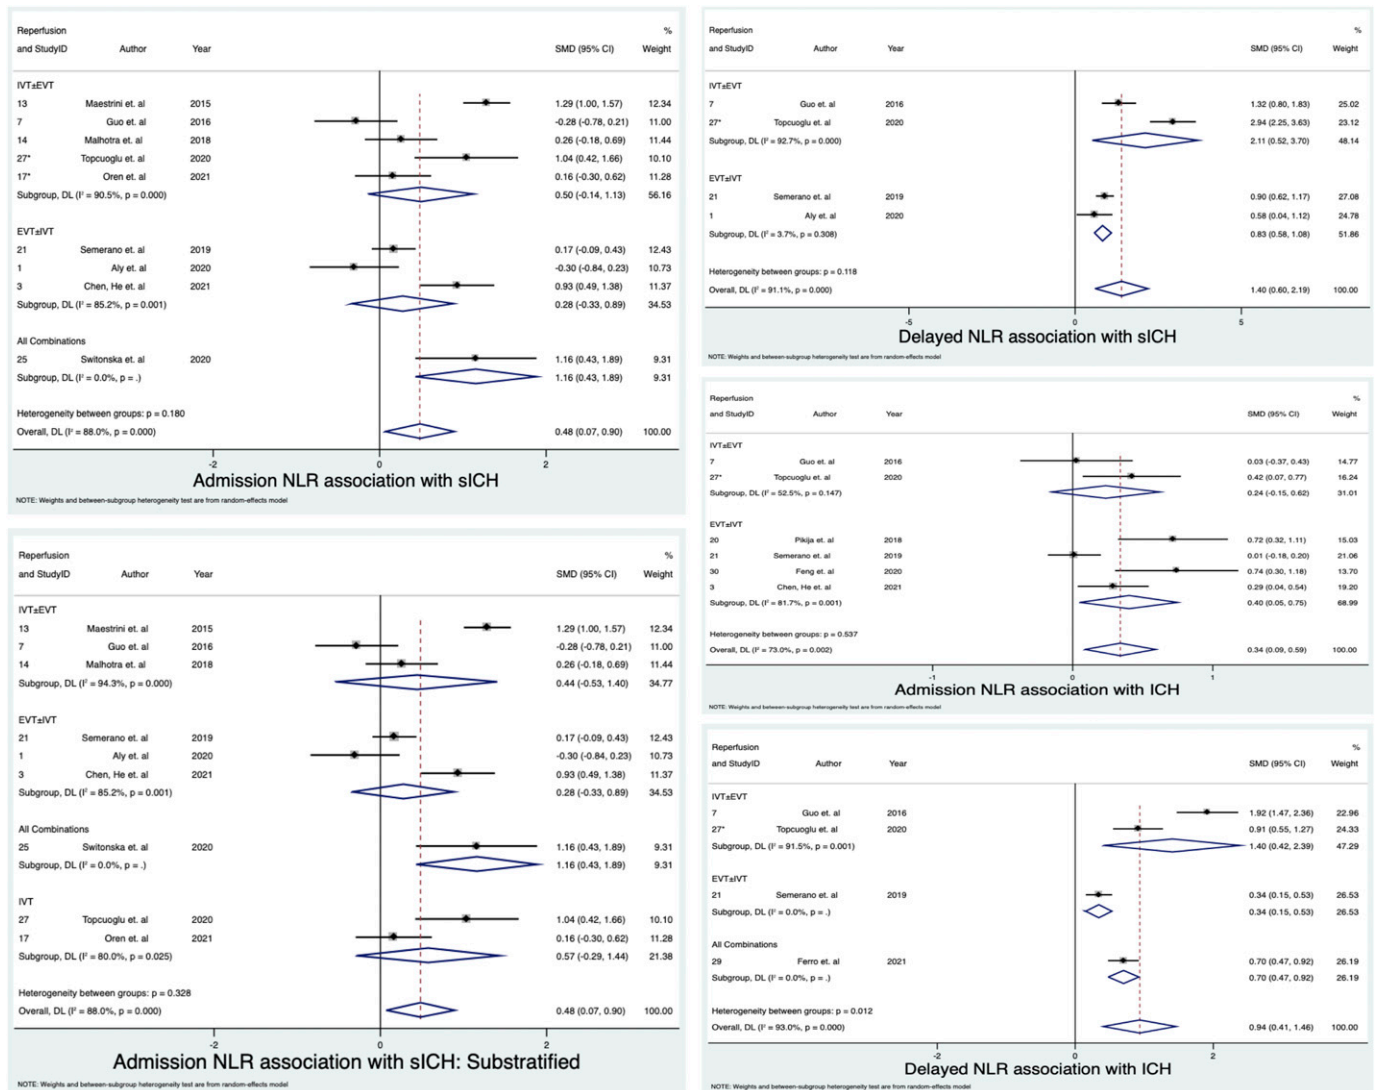 Reperfusion %
and StudyID Author Year SMD (95% CI) Weight
IVT±EVT
13 Maestrini et. al 2015 1.29 (1.00, 1.57) 12.34
7 Guo et. al 2016 -0.28 (-0.78, 0.21) 11.00
14 Malhotra et. al 2018 0.26 (-0.18, 0.69) 11.44
27* Topcuoglu et. al 2020 1.04 (0.42, 1.66) 10.10
17* Oren et. al 2021 0.16 (-0.30, 0.62) 11.28
Subgroup, DL (I² = 90.5%, p = 0.000) 0.50 (-0.14, 1.13) 56.16
EVT±IVT
21 Semerano et. al 2019 0.17 (-0.09, 0.43) 12.43
1 Aly et. al 2020 -0.30 (-0.84, 0.23) 10.73
3 Chen, He et. al 2021 0.93 (0.49, 1.38) 11.37
Subgroup, DL (I² = 85.2%, p = 0.001) 0.28 (-0.33, 0.89) 34.53
All Combinations
25 Switonska et. al 2020 1.16 (0.43, 1.89) 9.31
Subgroup, DL (I² = 0.0%, p = .) 1.16 (0.43, 1.89) 9.31
Heterogeneity between groups: p = 0.180
Overall, DL (I² = 88.0%, p = 0.000) 0.48 (0.07, 0.90) 100.00
-2 0 2
Admission NLR association with sICH
NOTE: Weights and between-subgroup heterogeneity test are from random-effects model
Reperfusion %
and StudyID Author Year SMD (95% CI) Weight
IVT±EVT
13 Maestrini et. al 2015 1.29 (1.00, 1.57) 12.34
7 Guo et. al 2016 -0.28 (-0.78, 0.21) 11.00
14 Malhotra et. al 2018 0.26 (-0.18, 0.69) 11.44
Subgroup, DL (I² = 94.3%, p = 0.000) 0.44 (-0.53, 1.40) 34.77
EVT±IVT
21 Semerano et. al 2019 0.17 (-0.09, 0.43) 12.43
1 Aly et. al 2020 -0.30 (-0.84, 0.23) 10.73
3 Chen, He et. al 2021 0.93 (0.49, 1.38) 11.37
Subgroup, DL (I² = 85.2%, p = 0.001) 0.28 (-0.33, 0.89) 34.53
All Combinations
25 Switonska et. al 2020 1.16 (0.43, 1.89) 9.31
Subgroup, DL (I² = 0.0%, p = .) 1.16 (0.43, 1.89) 9.31
IVT
27 Topcuoglu et. al 2020 1.04 (0.42, 1.66) 10.10
17 Oren et. al 2021 0.16 (-0.30, 0.62) 11.28
Subgroup, DL (I² = 80.0%, p = 0.025) 0.57 (-0.29, 1.44) 21.38
Heterogeneity between groups: p = 0.328
Overall, DL (I² = 88.0%, p = 0.000) 0.48 (0.07, 0.90) 100.00
-2 0 2
Admission NLR association with sICH: Substratified
NOTE: Weights and between-subgroup heterogeneity test are from random-effects model
Reperfusion %
and StudyID Author Year SMD (95% CI) Weight
IVT±EVT
7 Guo et. al 2016 1.32 (0.80, 1.83) 25.02
27* Topcuoglu et. al 2020 2.94 (2.25, 3.63) 23.12
Subgroup, DL (I² = 92.7%, p = 0.000) 2.11 (0.52, 3.70) 48.14
EVT±IVT
21 Semerano et. al 2019 0.90 (0.62, 1.17) 27.08
1 Aly et. al 2020 0.58 (0.04, 1.12) 24.78
Subgroup, DL (I² = 3.7%, p = 0.308) 0.83 (0.58, 1.08) 51.86
Heterogeneity between groups: p = 0.118
Overall, DL (I² = 91.1%, p = 0.000) 1.40 (0.60, 2.19) 100.00
-5 0 5
Delayed NLR association with sICH
NOTE: Weights and between-subgroup heterogeneity test are from random-effects model
Reperfusion %
and StudyID Author Year SMD (95% CI) Weight
IVT±EVT
7 Guo et. al 2016 0.03 (-0.37, 0.43) 14.77
27* Topcuoglu et. al 2020 0.42 (0.07, 0.77) 16.24
Subgroup, DL (I² = 52.5%, p = 0.147) 0.24 (-0.15, 0.62) 31.01
EVT±IVT
20 Pikija et. al 2018 0.72 (0.32, 1.11) 15.03
21 Semerano et. al 2019 0.01 (-0.18, 0.20) 21.06
30 Feng et. al 2020 0.74 (0.30, 1.18) 13.70
3 Chen, He et. al 2021 0.29 (0.04, 0.54) 19.20
Subgroup, DL (I² = 81.7%, p = 0.001) 0.40 (0.05, 0.75) 68.99
Heterogeneity between groups: p = 0.537
Overall, DL (I² = 73.0%, p = 0.002) 0.34 (0.09, 0.59) 100.00
-1 0 1
Admission NLR association with ICH
NOTE: Weights and between-subgroup heterogeneity test are from random-effects model
Reperfusion %
and StudyID Author Year SMD (95% CI) Weight
IVT±EVT
7 Guo et. al 2016 1.92 (1.47, 2.36) 22.96
27* Topcuoglu et. al 2020 0.91 (0.55, 1.27) 24.33
Subgroup, DL (I² = 91.5%, p = 0.001) 1.40 (0.42, 2.39) 47.29
EVT±IVT
21 Semerano et. al 2019 0.34 (0.15, 0.53) 26.53
Subgroup, DL (I² = 0.0%, p = .) 0.34 (0.15, 0.53) 26.53
All Combinations
29 Ferro et. al 2021 0.70 (0.47, 0.92) 26.19
Subgroup, DL (I² = 0.0%, p = .) 0.70 (0.47, 0.92) 26.19
Heterogeneity between groups: p = 0.012
Overall, DL (I² = 93.0%, p = 0.000) 0.94 (0.41, 1.46) 100.00
-2 0 2
Delayed NLR association with ICH
NOTE: Weights and between-subgroup heterogeneity test are from random-effects model